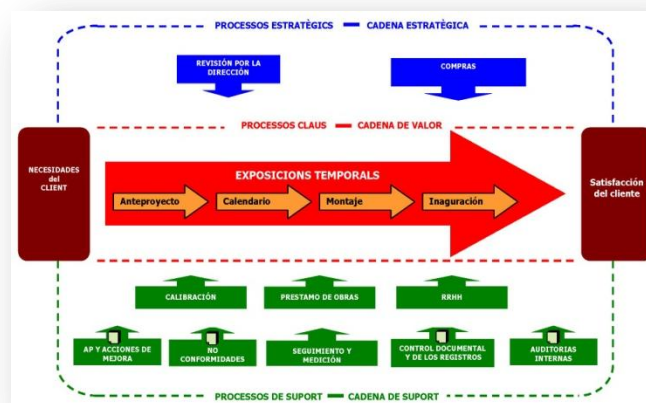 PROCESSOS ESTRATÈGICS — CADENA ESTRATÈGICA
REVISIÓN POR LA
DIRECCIÓN
COMPRAS
PROCESSOS CLAUS — CADENA DE VALOR
NECESIDADES
del
CLIENT
EXPOSICIONS TEMPORALS
Anteproyecto
Calendario
Montaje
Inaguración
Satisfacción
del cliente
CALIBRACIÓN
PRESTAMO DE OBRAS
RRHH
AP Y ACCIONES DE
MEJORA
NO
CONFORMIDADES
SEGUIMIENTO Y
MEDICIÓN
CONTROL DOCUMENTAL
Y DE LOS REGISTROS
AUDITORIAS
INTERNAS
PROCESSOS DE SUPORT — CADENA DE SUPORT